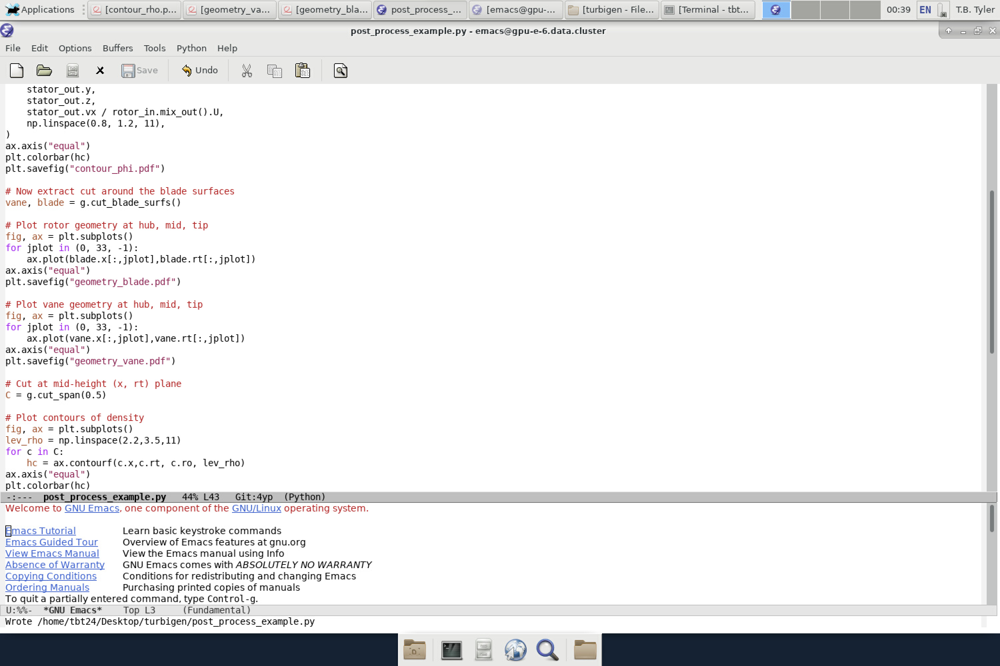 Applications [contour_rho.p... [geometry_va... [geometry_bla... post_process_... [emacs@gpu-... [turbigen - File... [Terminal - tbt... 00:39 EN T.B. Tyler
post_process_example.py - emacs@gpu-e-6.data.cluster
File Edit Options Buffers Tools Python Help
Save Undo
    stator_out.y,
    stator_out.z,
    stator_out.vx / rotor_in.mix_out().U,
    np.linspace(0.8, 1.2, 11),
)
ax.axis("equal")
plt.colorbar(hc)
plt.savefig("contour_phi.pdf")
# Now extract cut around the blade surfaces
vane, blade = g.cut_blade_surfs()
# Plot rotor geometry at hub, mid, tip
fig, ax = plt.subplots()
for jplot in (0, 33, -1):
    ax.plot(blade.x[:,jplot],blade.rt[:,jplot])
ax.axis("equal")
plt.savefig("geometry_blade.pdf")
# Plot vane geometry at hub, mid, tip
fig, ax = plt.subplots()
for jplot in (0, 33, -1):
    ax.plot(vane.x[:,jplot],vane.rt[:,jplot])
ax.axis("equal")
plt.savefig("geometry_vane.pdf")
# Cut at mid-height (x, rt) plane
C = g.cut_span(0.5)
# Plot contours of density
fig, ax = plt.subplots()
lev_rho = np.linspace(2.2,3.5,11)
for c in C:
    hc = ax.contourf(c.x,c.rt, c.ro, lev_rho)
ax.axis("equal")
plt.colorbar(hc)
-:--- post_process_example.py 44% L43 Git:4yp (Python)
Welcome to GNU Emacs, one component of the GNU/Linux operating system.
Emacs Tutorial Learn basic keystroke commands
Emacs Guided Tour Overview of Emacs features at gnu.org
View Emacs Manual View the Emacs manual using Info
Absence of Warranty GNU Emacs comes with ABSOLUTELY NO WARRANTY
Copying Conditions Conditions for redistributing and changing Emacs
Ordering Manuals Purchasing printed copies of manuals
To quit a partially entered command, type Control-g.
U:%%- *GNU Emacs* Top L3 (Fundamental)
Wrote /home/tbt24/Desktop/turbigen/post_process_example.py